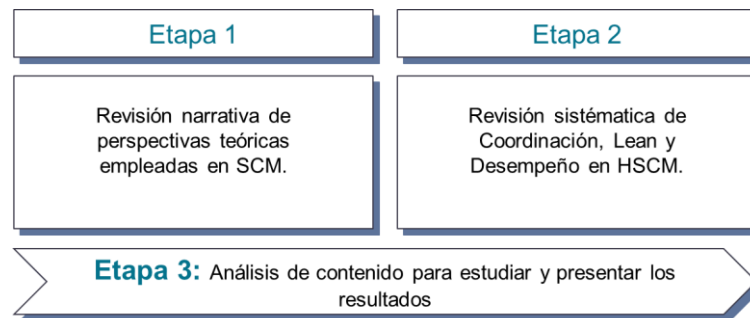 Etapa 1
Etapa 2
Revisión narrativa de
perspectivas teóricas
empleadas en SCM.
Revisión sistématica de
Coordinación, Lean y
Desempeño en HSCM.
Etapa 3: Análisis de contenido para estudiar y presentar los
resultados